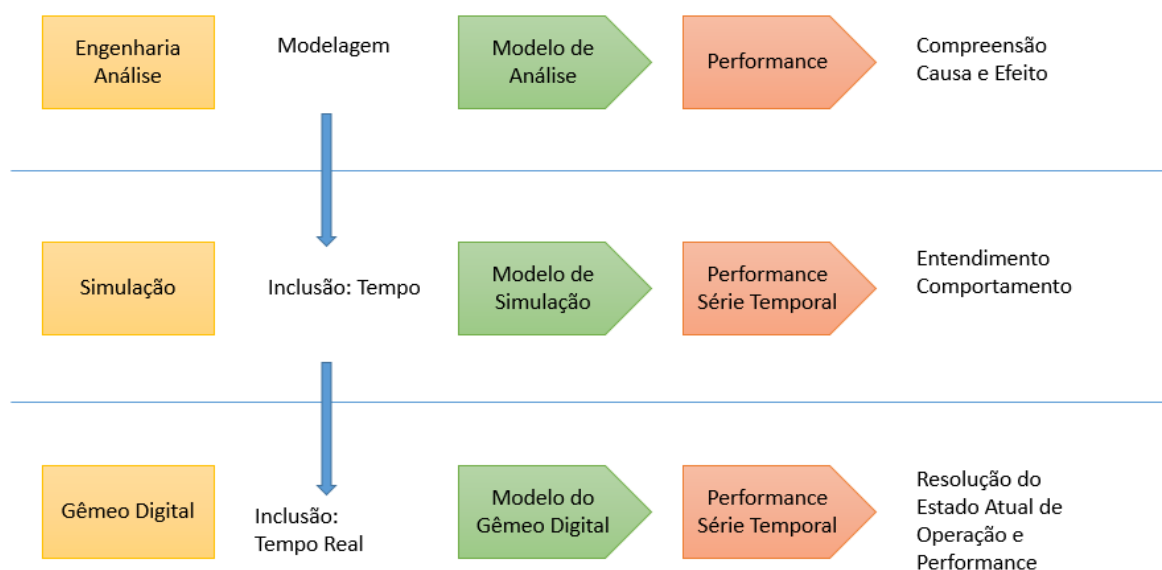 Engenharia
Análise
Modelagem
Modelo de
Análise
Performance
Compreensão
Causa e Efeito
Simulação
Inclusão: Tempo
Modelo de
Simulação
Performance
Série Temporal
Entendimento
Comportamento
Gêmeo Digital
Inclusão:
Tempo Real
Modelo do
Gêmeo Digital
Performance
Série Temporal
Resolução do
Estado Atual de
Operação e
Performance